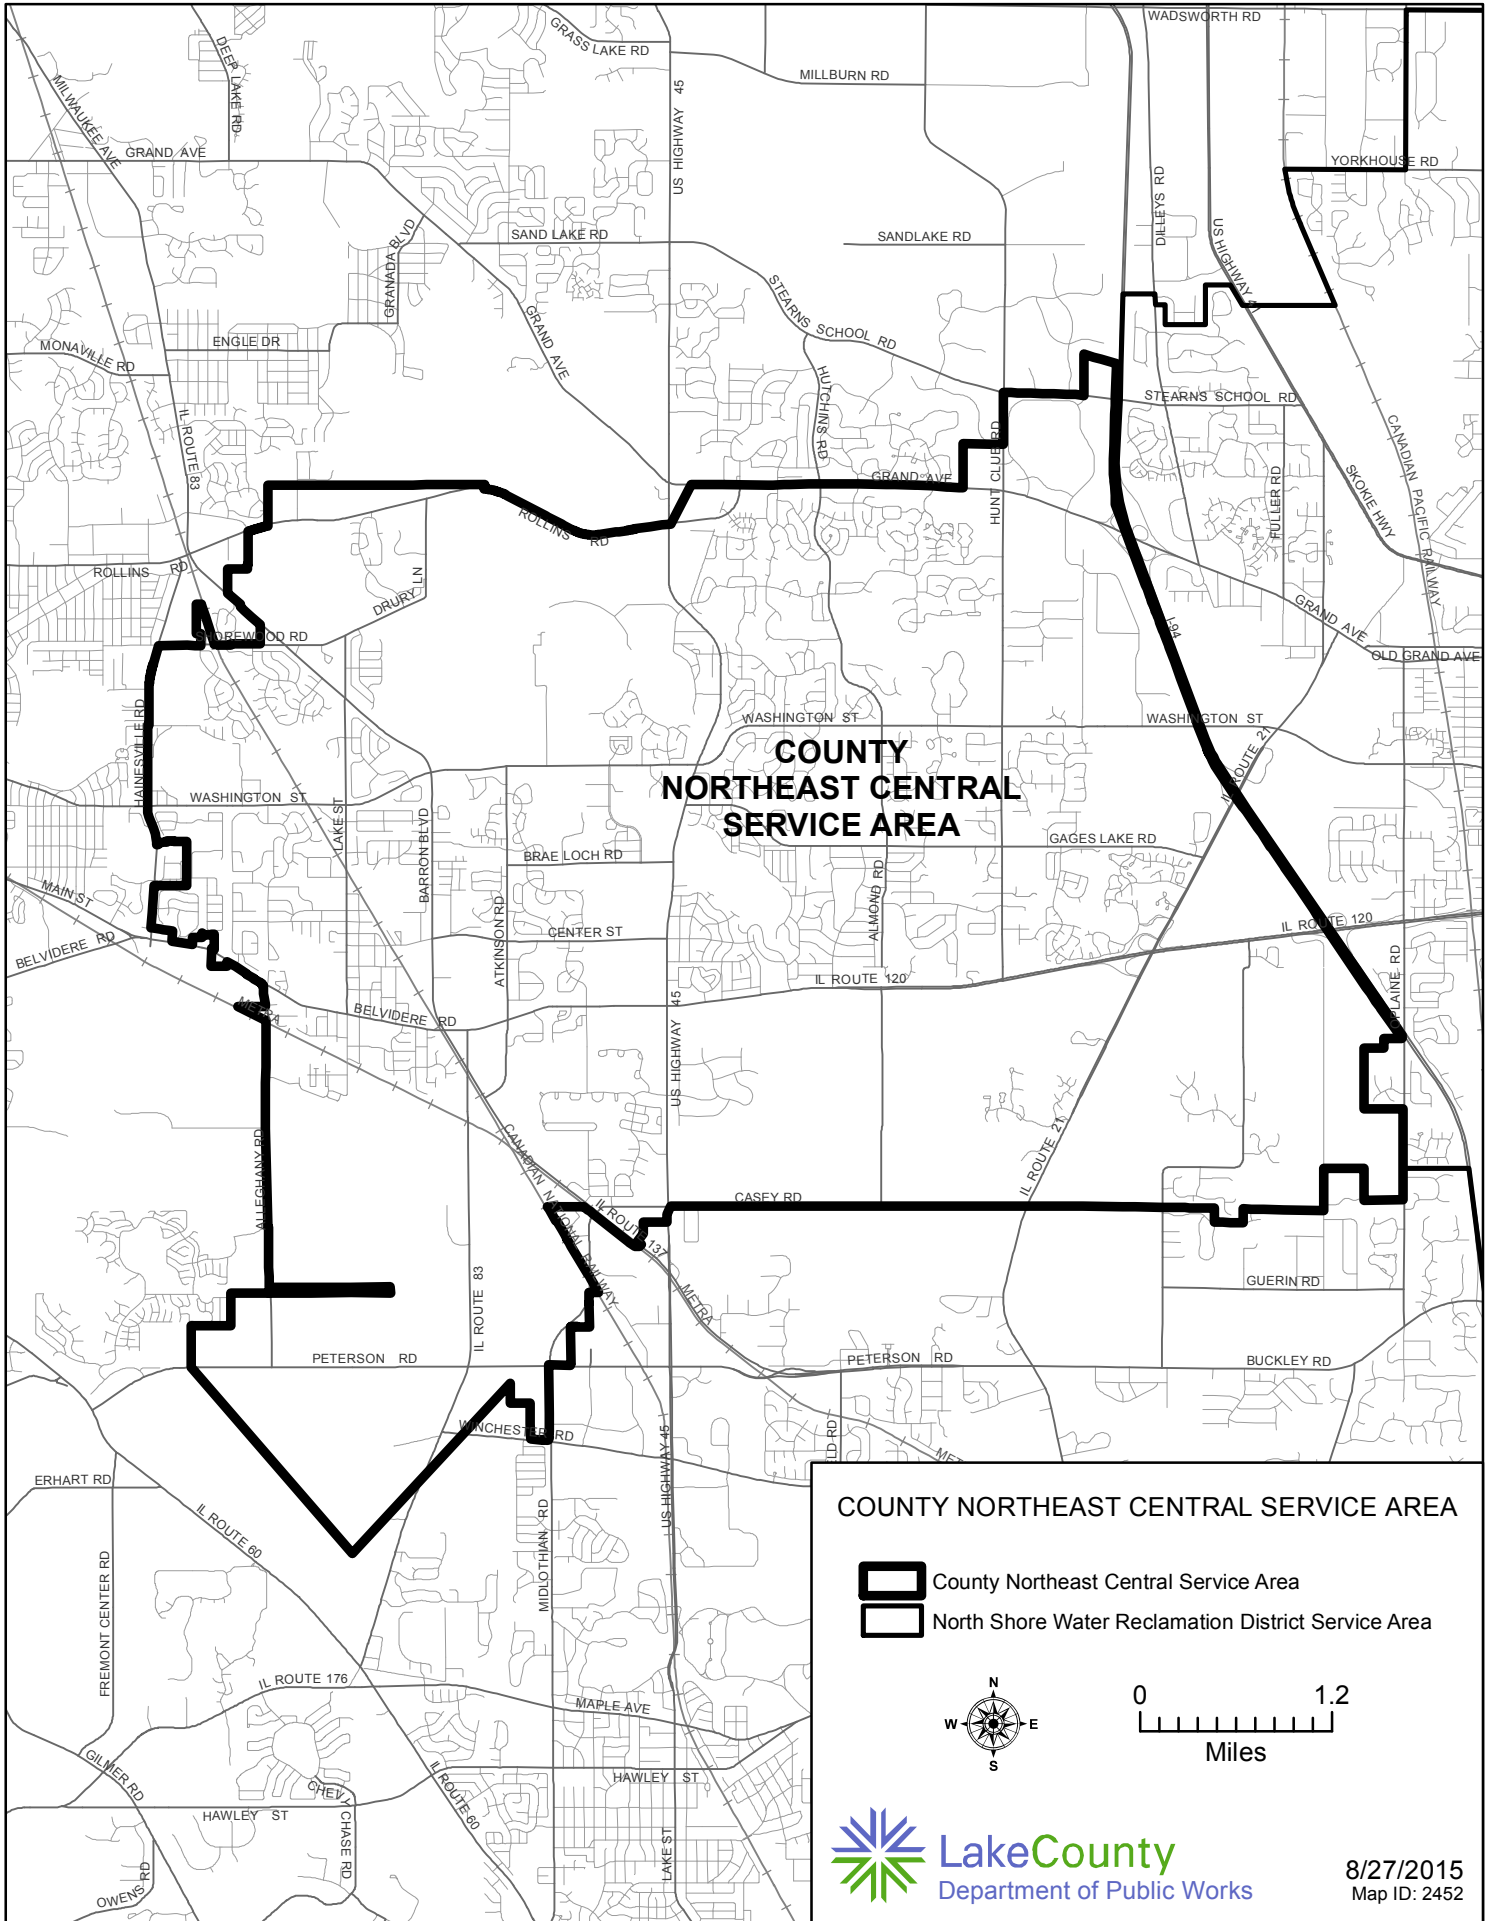 WADSWORTH RD
GRASS LAKE RD
DEEP LAKE RD
MILLBURN RD
MILWAUKEE AVE
US HIGHWAY 45
GRAND AVE
YORKHOUSE RD
DILLEYS RD
SAND LAKE RD
SANDLAKE RD
GRANADA BLVD
US HIGHWAY
STEARNS SCHOOL RD
GRAND AVE
ENGLE DR
MONAVILLE RD
HUTCHINS RD
STEARNS SCHOOL RD
IL ROUTE 83
CANADIAN PACIFIC RAILWAY
HUNT CLUB RD
GRAND AVE
FULLER RD
SKOKIE HWY
ROLLINS RD
ROLLINS RD
DRURY LN
GRAND AVE
I-94
SHOREWOOD RD
OLD GRAND AVE
HAINESVILLE RD
WASHINGTON ST
WASHINGTON ST
COUNTY
NORTHEAST CENTRAL
SERVICE AREA
IL ROUTE 21
WASHINGTON ST
LAKE ST
BARRON BLVD
GAGES LAKE RD
BRAE LOCH RD
ALMOND RD
MAIN ST
ATKINSON RD
IL ROUTE 120
CENTER ST
BELVIDERE RD
OPLAINE RD
IL ROUTE 120
METRA
BELVIDERE RD
US HIGHWAY 45
CANADIAN NATIONAL RAILWAY
ALLEGHANY RD
IL ROUTE 21
CASEY RD
IL ROUTE 137
GUERIN RD
METRA
IL ROUTE 83
PETERSON RD
PETERSON RD
BUCKLEY RD
WINCHESTER RD
US HIGHWAY 45
ELD RD
MET
ERHART RD
IL ROUTE 60
MIDLOTHIAN RD
FREMONT CENTER RD
IL ROUTE 176
MAPLE AVE
GILMER RD
CHEVY CHASE RD
IL ROUTE 60
HAWLEY ST
HAWLEY ST
LAKE ST
OWENS RD
COUNTY NORTHEAST CENTRAL SERVICE AREA
County Northeast Central Service Area
North Shore Water Reclamation District Service Area
N
W E
S
0 1.2
Miles
LakeCounty
Department of Public Works
8/27/2015
Map ID: 2452